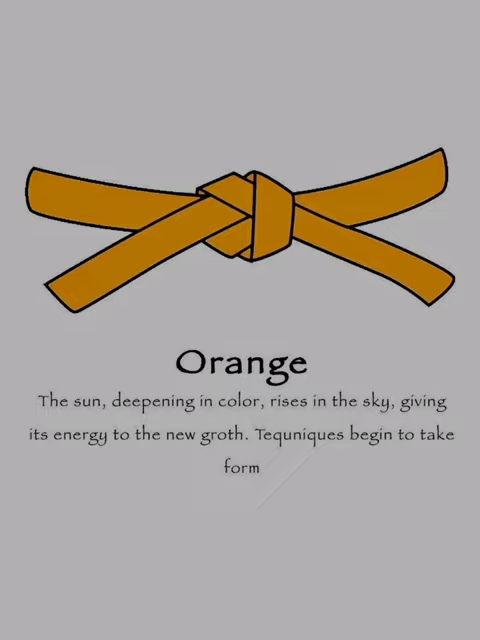 Orange
The sun, deepening in color, rises in the sky, giving
its energy to the new groth. Tequniques begin to take
form